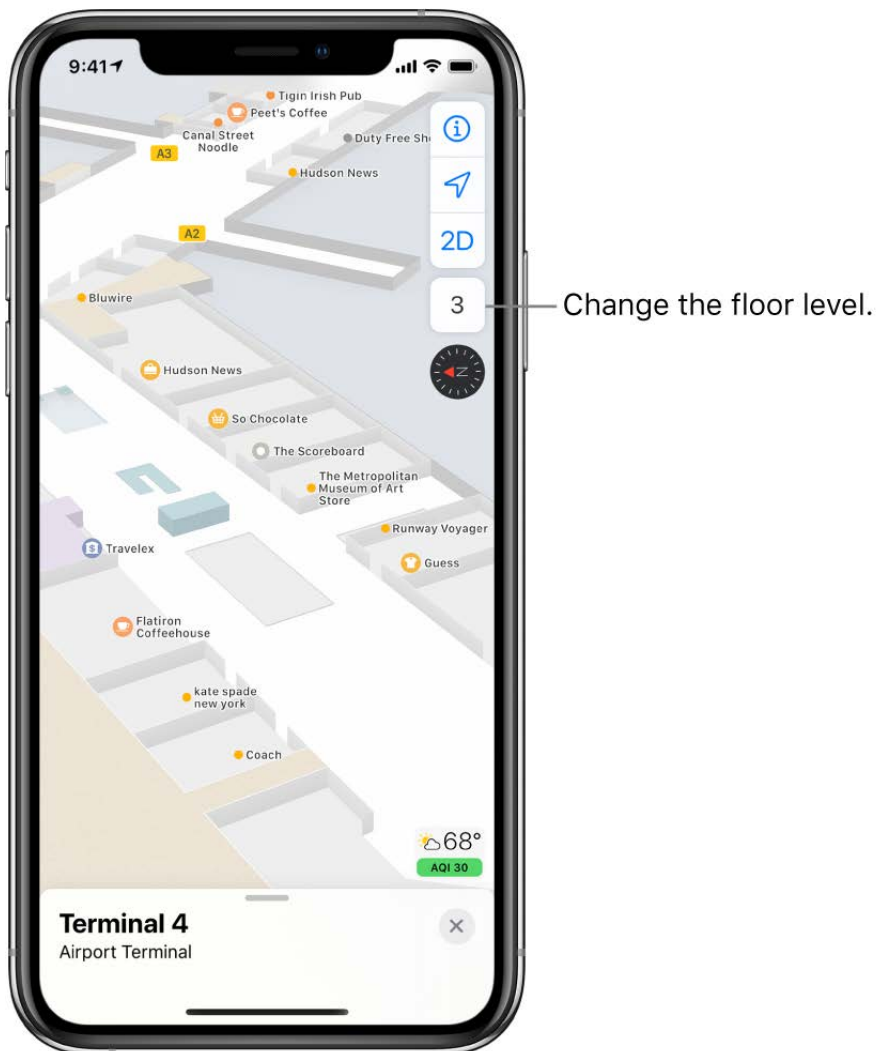 9:41
Tigin Irish Pub
Peet's Coffee
Canal Street
Noodle
Duty Free Sh
A3
Hudson News
2D
A2
Bluwire
3
Change the floor level.
Hudson News
N
So Chocolate
The Scoreboard
The Metropolitan
Museum of Art
Store
Runway Voyager
$ Travelex
Guess
Flatiron
Coffeehouse
kate spade
new york
Coach
68°
AQI 30
Terminal 4
Airport Terminal